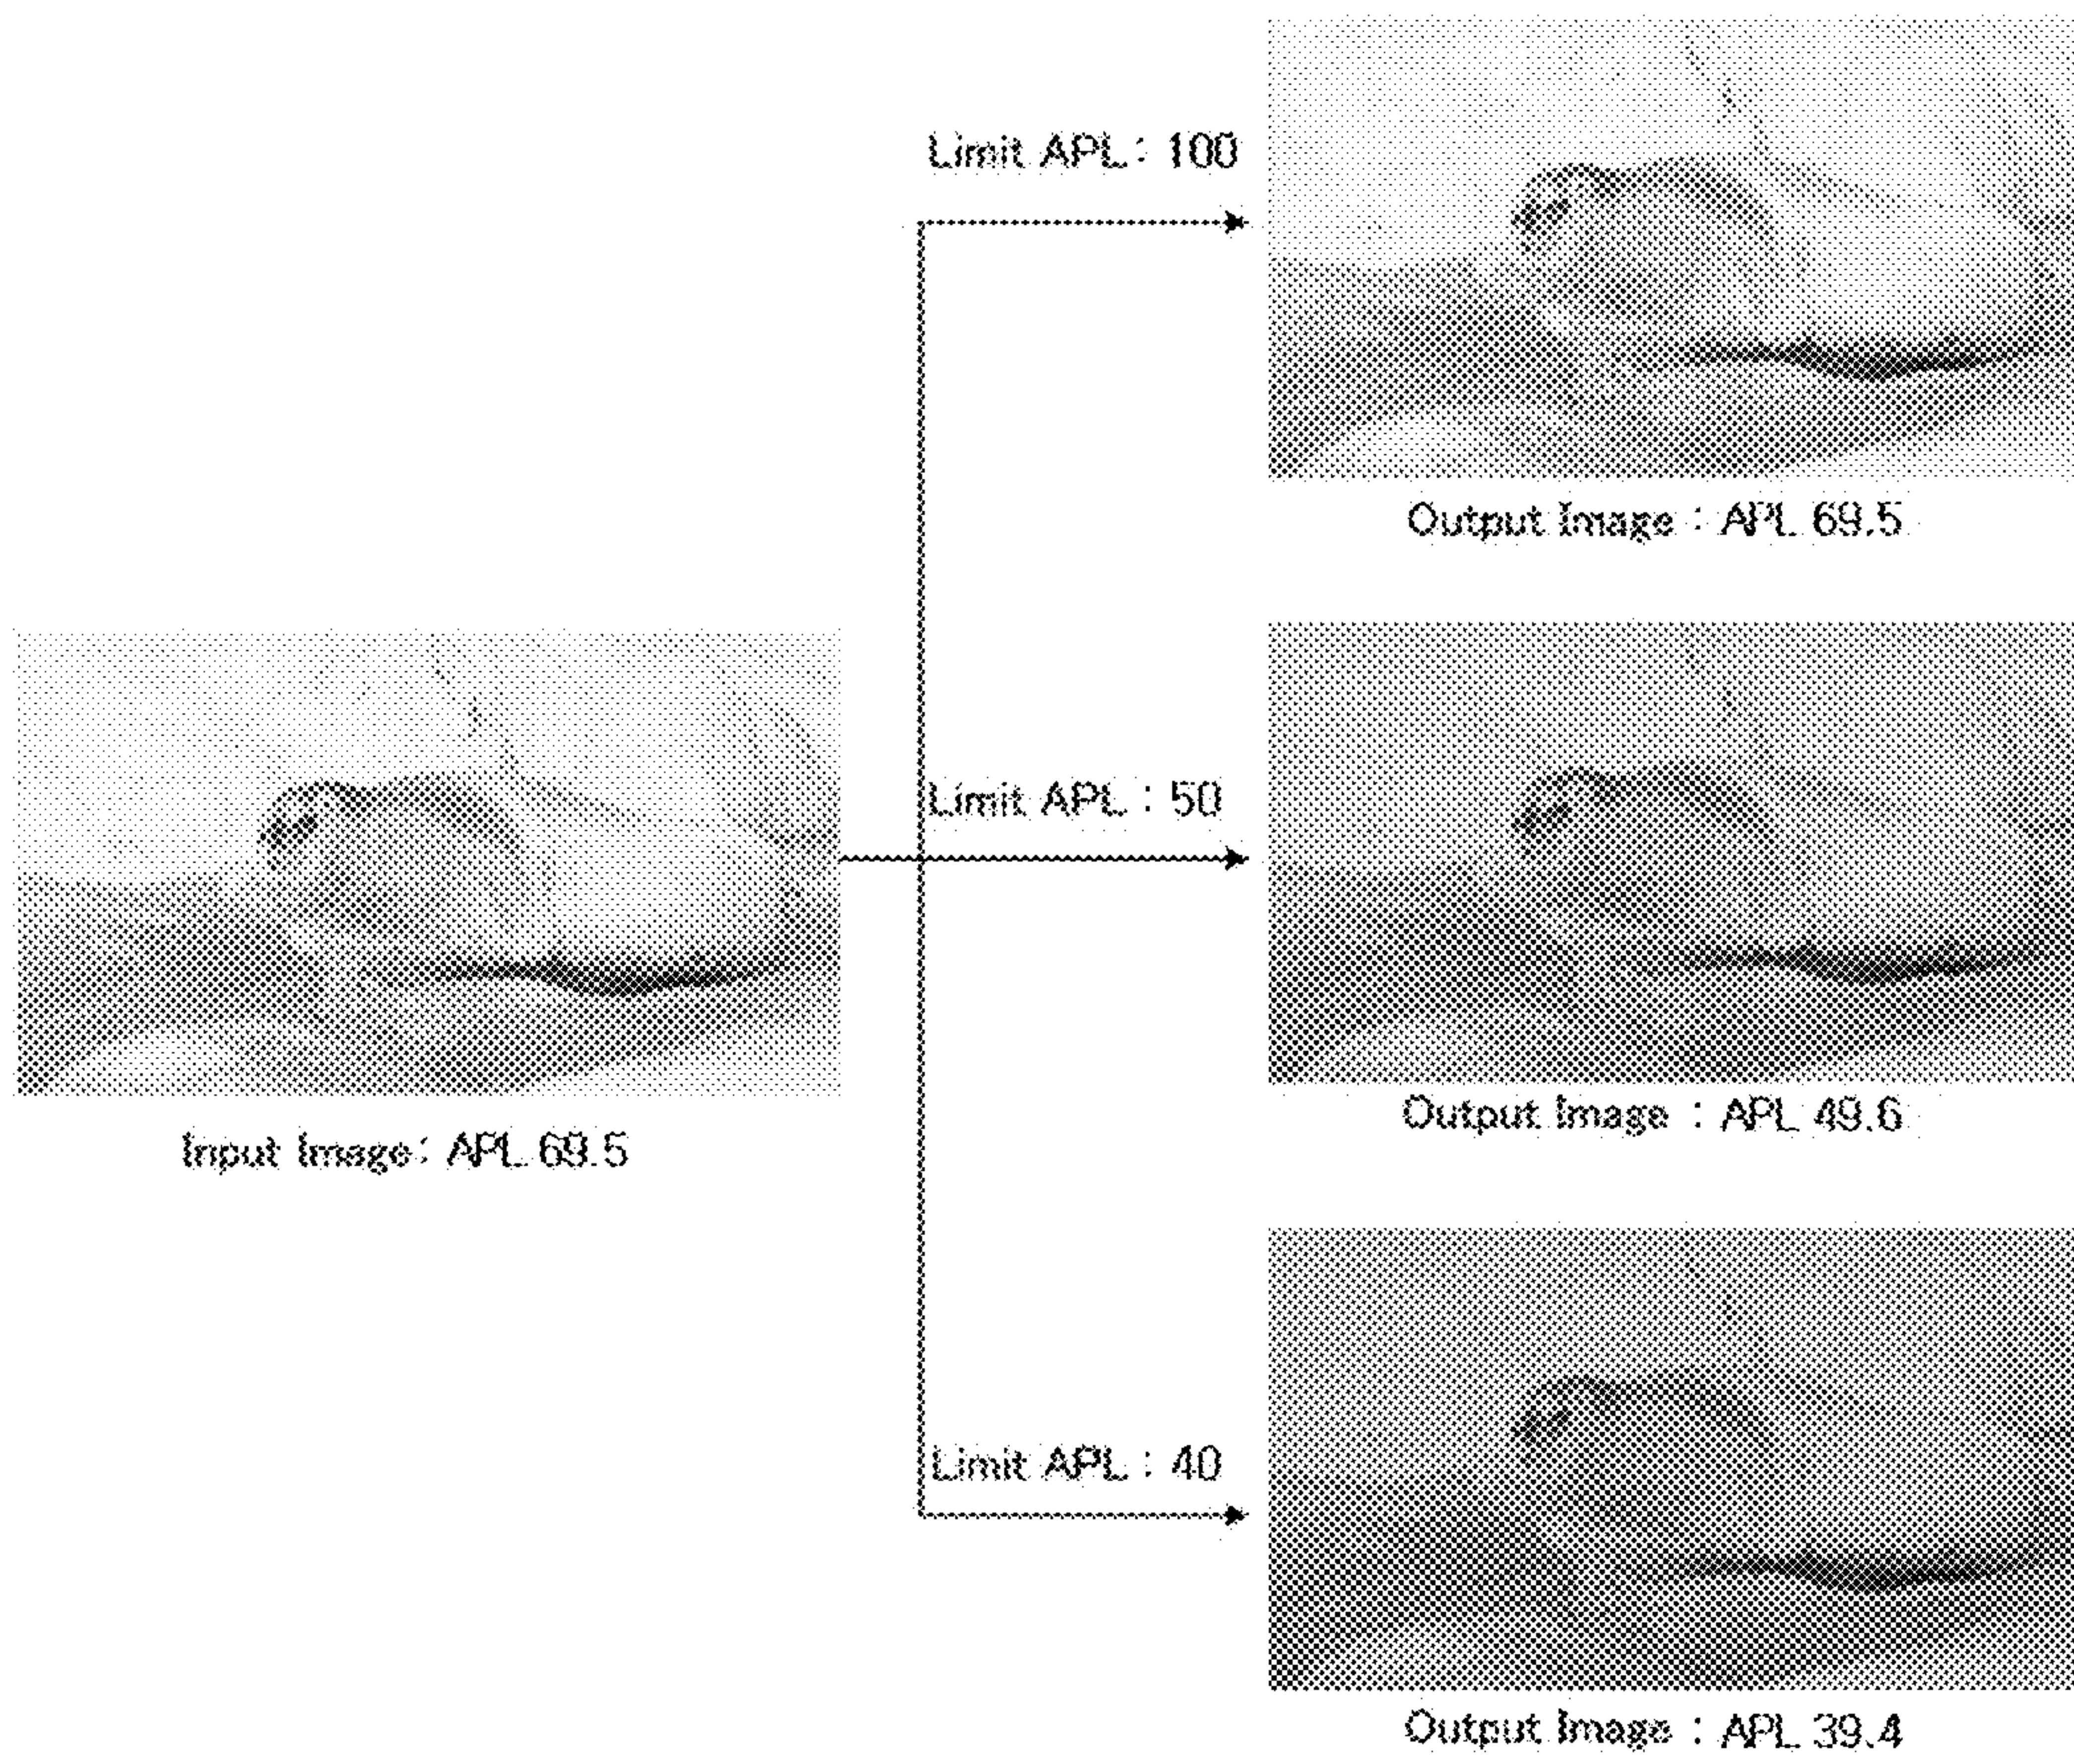 Limit APL : 100
Output Image : APL 69.5
Limit APL : 50
Input Image : APL 69.5
Output Image : APL 49.6
Limit APL : 40
Output Image : APL 39.4